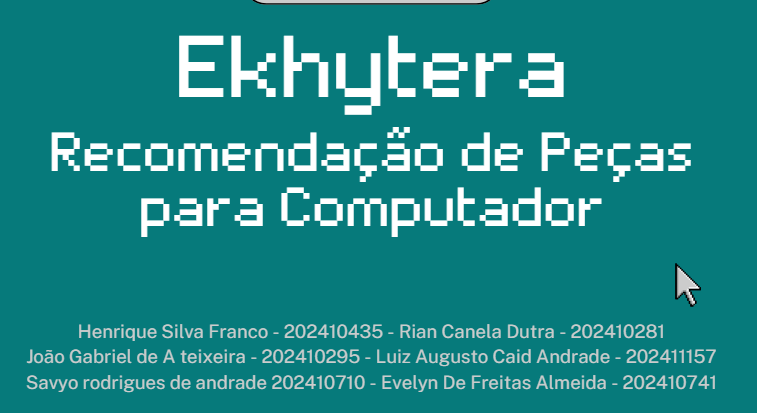 Ekhytera
Recomendação de Peças
para Computador
Henrique Silva Franco - 202410435 - Rian Canela Dutra - 202410281
João Gabriel de A teixeira - 202410295 - Luiz Augusto Caid Andrade - 202411157
Savyo rodrigues de andrade 202410710 - Evelyn De Freitas Almeida - 202410741